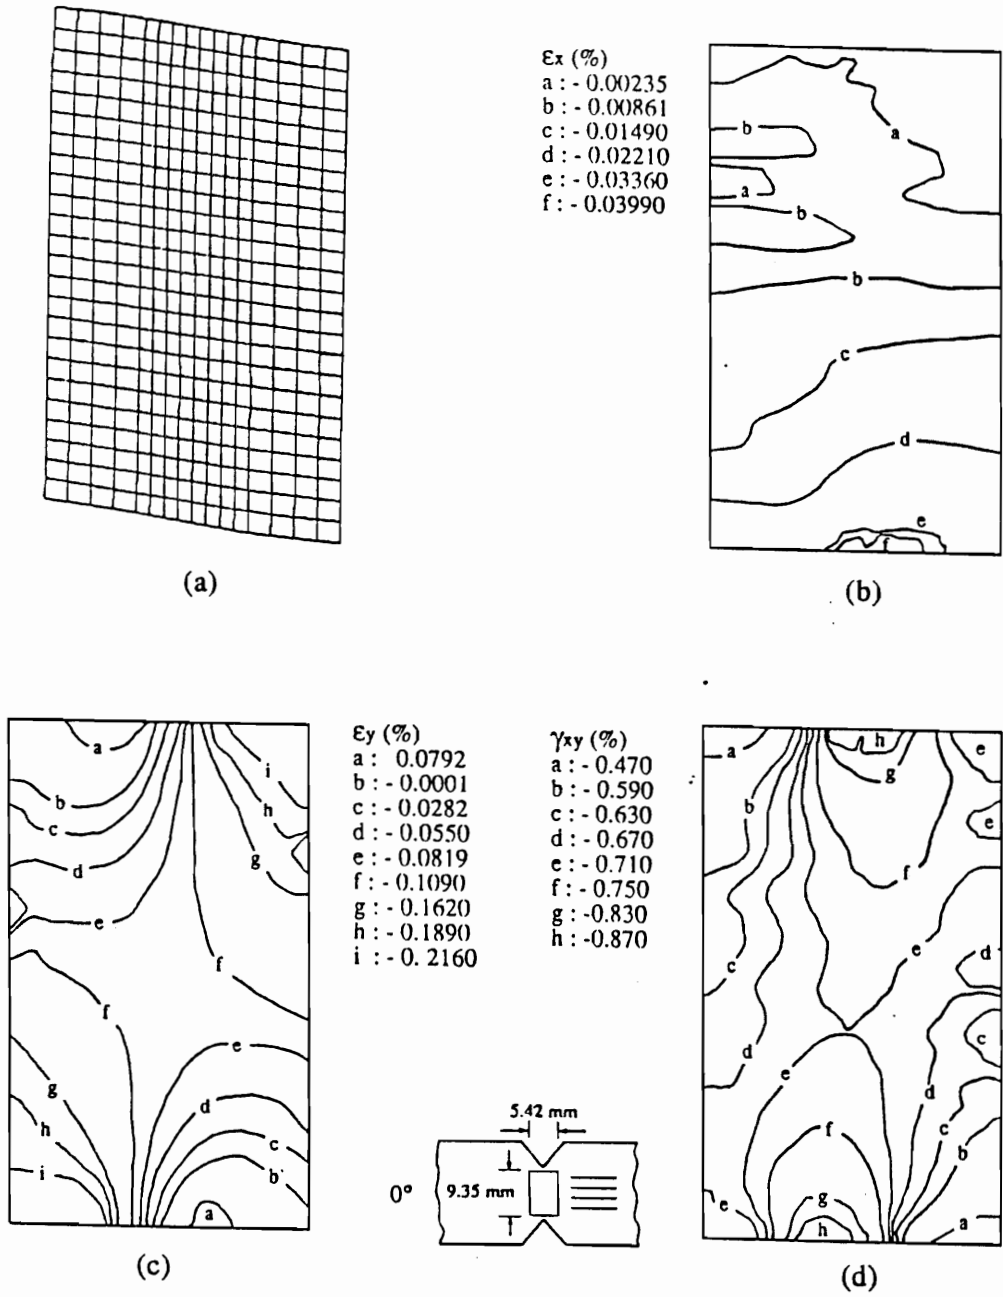 εx (%)
a : - 0.00235
b : - 0.00861
c : - 0.01490
d : - 0.02210
e : - 0.03360
f : - 0.03990
a
b
a
b
b
c
d
e
f
(a)
(b)
εy (%)
a : 0.0792
b : - 0.0001
c : - 0.0282
d : - 0.0550
e : - 0.0819
f : - 0.1090
g : - 0.1620
h : - 0.1890
i : - 0. 2160
γxy (%)
a : - 0.470
b : - 0.590
c : - 0.630
d : - 0.670
e : - 0.710
f : - 0.750
g : -0.830
h : -0.870
a
i
b
h
c
g
d
e
f
f
e
g
d
h
c
i
b
a
a
h
e
g
b
e
f
d
c
e
c
d
e
d
f
c
b
e
g
a
h
5.42 mm
0°
9.35 mm
(c)
(d)